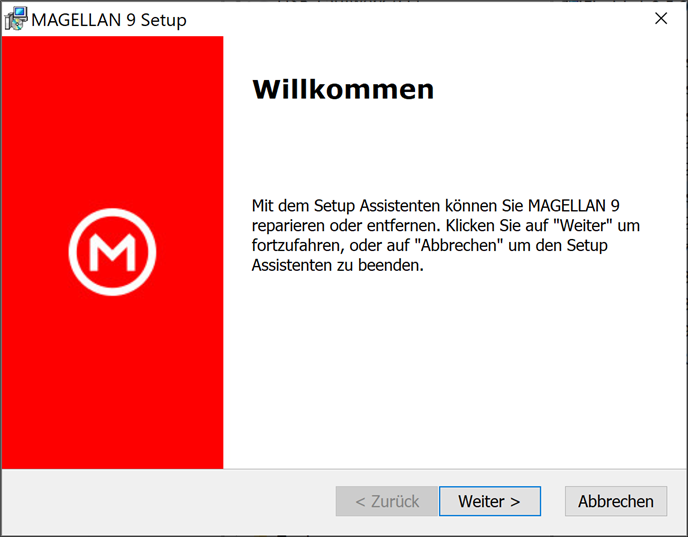 MAGELLAN 9 Setup
Willkommen
Mit dem Setup Assistenten können Sie MAGELLAN 9
reparieren oder entfernen. Klicken Sie auf "Weiter" um
fortzufahren, oder auf "Abbrechen" um den Setup
Assistenten zu beenden.
< Zurück
Weiter >
Abbrechen